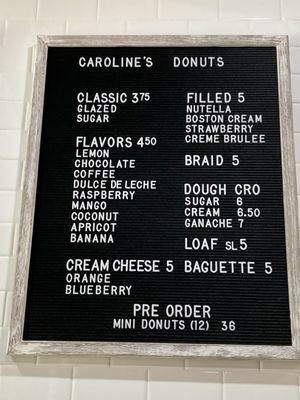 CAROLINE'S DONUTS
CLASSIC 3.75
GLAZED
SUGAR
FLAVORS 4.50
LEMON
CHOCOLATE
COFFEE
DULCE DE LECHE
RASPBERRY
MANGO
COCONUT
APRICOT
BANANA
CREAM CHEESE 5
ORANGE
BLUEBERRY
FILLED 5
NUTELLA
BOSTON CREAM
STRAWBERRY
CREME BRULEE
BRAID 5
DOUGH CRO
SUGAR 6
CREAM 6.50
GANACHE 7
LOAF SL 5
BAGUETTE 5
PRE ORDER
MINI DONUTS (12) 36